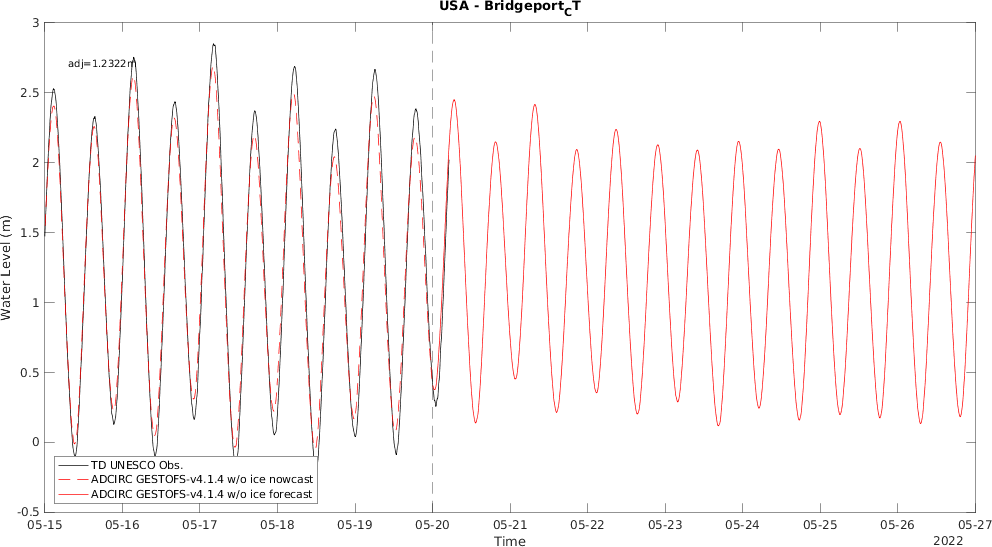 USA - Bridgeport_CT
adj=1.2322m
Water Level (m)
3
2.5
2
1.5
1
0.5
0
-0.5
TD UNESCO Obs.
ADCIRC GESTOFS-v4.1.4 w/o ice nowcast
ADCIRC GESTOFS-v4.1.4 w/o ice forecast
05-15 05-16 05-17 05-18 05-19 05-20 05-21 05-22 05-23 05-24 05-25 05-26 05-27
Time
2022